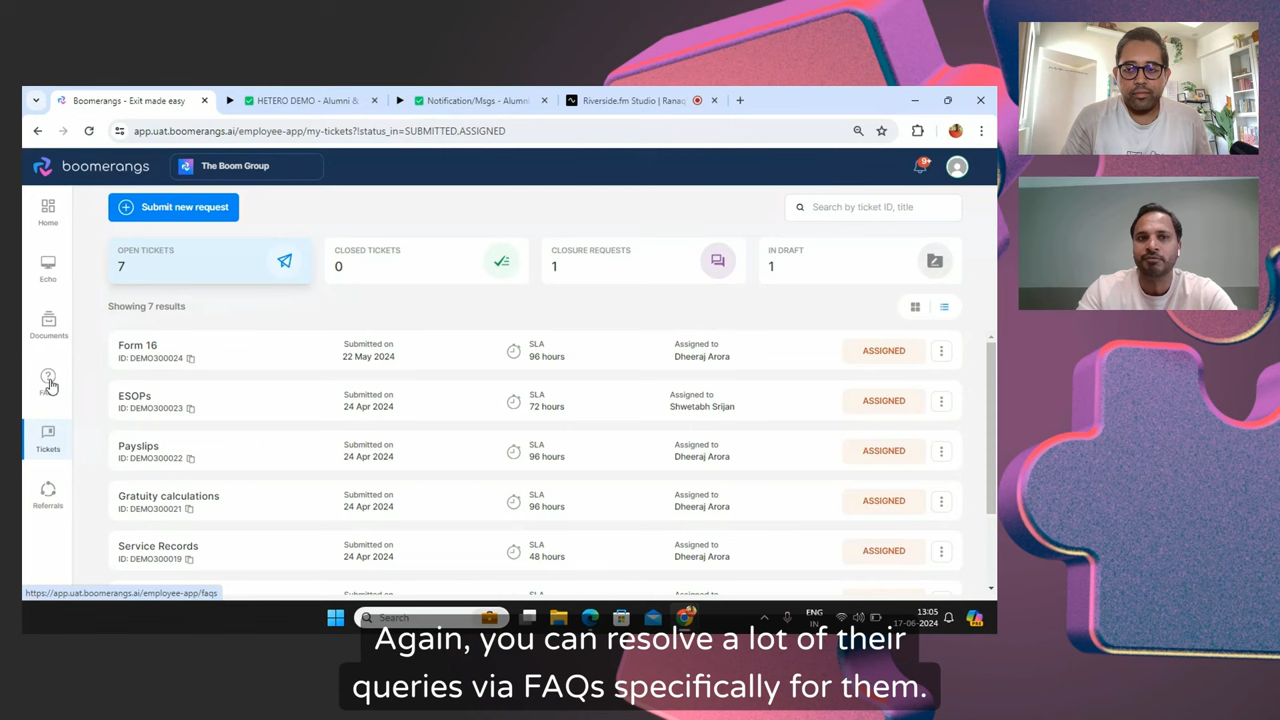 Boomerangs - Exit made easy
HETERO DEMO - Alumni &
Notification/Msgs - Alumni
Riverside.fm Studio | Rana
app.uat.boomerangs.ai/employee-app/my-tickets?!status_in=SUBMITTED,ASSIGNED
boomerangs
The Boom Group
9+
Home
Echo
Documents
Tickets
Referrals
Submit new request
Search by ticket ID, title
OPEN TICKETS
7
CLOSED TICKETS
0
CLOSURE REQUESTS
1
IN DRAFT
1
Showing 7 results
Form 16
ID: DEMO300024
Submitted on
22 May 2024
SLA
96 hours
Assigned to
Dheeraj Arora
ASSIGNED
ESOPs
ID: DEMO300023
Submitted on
24 Apr 2024
SLA
72 hours
Assigned to
Shwetabh Srijan
ASSIGNED
Payslips
ID: DEMO300022
Submitted on
24 Apr 2024
SLA
96 hours
Assigned to
Dheeraj Arora
ASSIGNED
Gratuity calculations
ID: DEMO300021
Submitted on
24 Apr 2024
SLA
96 hours
Assigned to
Dheeraj Arora
ASSIGNED
Service Records
ID: DEMO300019
Submitted on
24 Apr 2024
SLA
48 hours
Assigned to
Dheeraj Arora
ASSIGNED
https://app.uat.boomerangs.ai/employee-app/faqs
Search
ENG
IN
13:05
17-06-2024
Again, you can resolve a lot of their
queries via FAQs specifically for them.